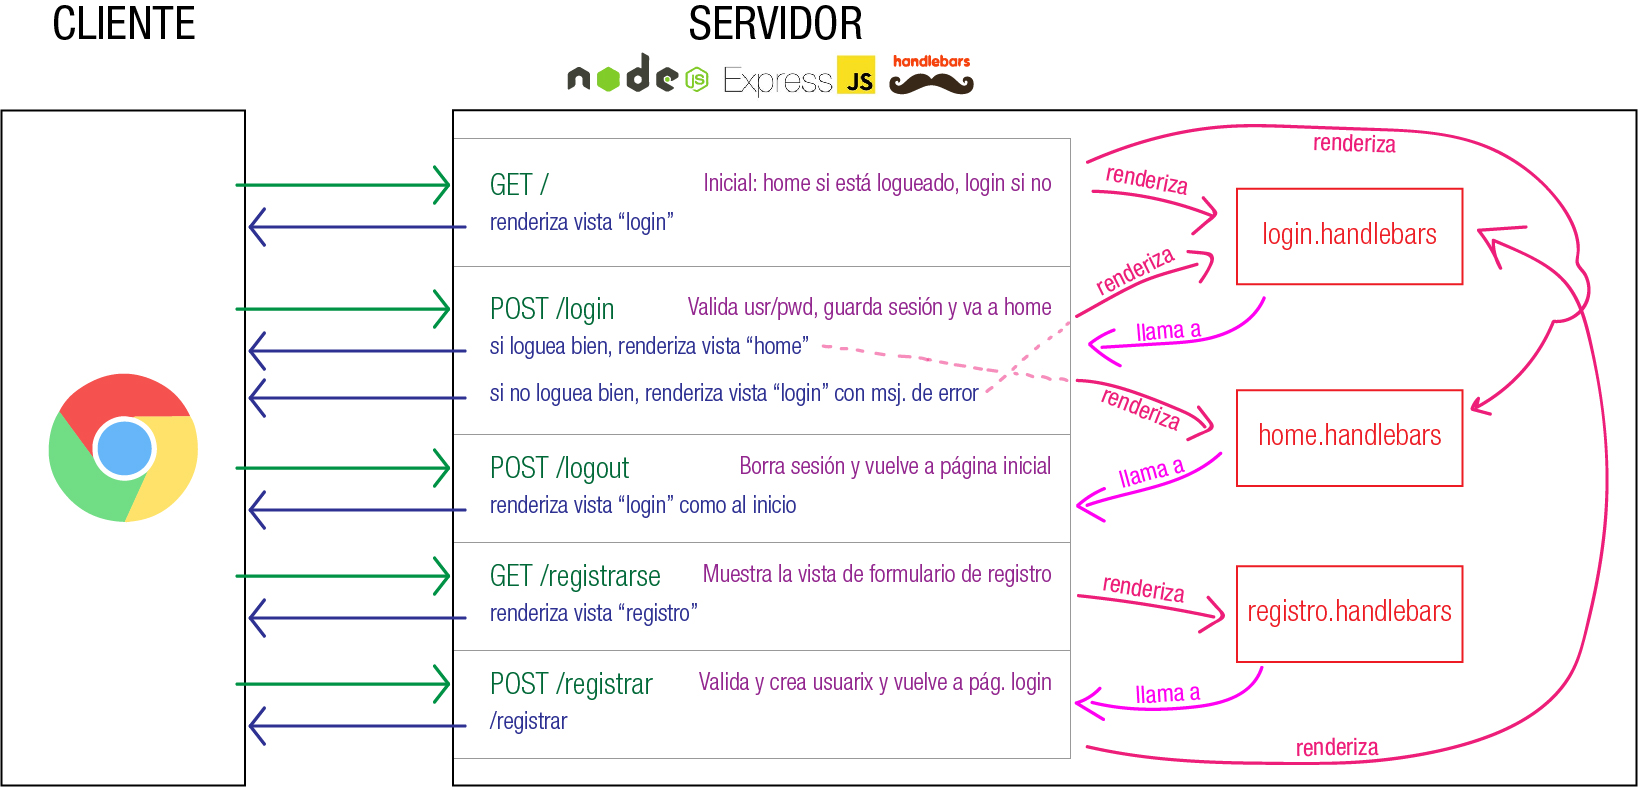 CLIENTE
SERVIDOR
node JS
Express
JS
handlebars
GET /
Inicial: home si está logueado, login si no
renderiza vista “login”
POST /login
Valida usr/pwd, guarda sesión y va a home
si loguea bien, renderiza vista “home”
si no loguea bien, renderiza vista “login” con msj. de error
POST /logout
Borra sesión y vuelve a página inicial
renderiza vista “login” como al inicio
GET /registrarse
Muestra la vista de formulario de registro
renderiza vista “registro”
POST /registrar
Valida y crea usuarix y vuelve a pág. login
/registrar
renderiza
renderiza
login.handlebars
renderiza
llama a
renderiza
home.handlebars
llama a
renderiza
registro.handlebars
llama a
renderiza